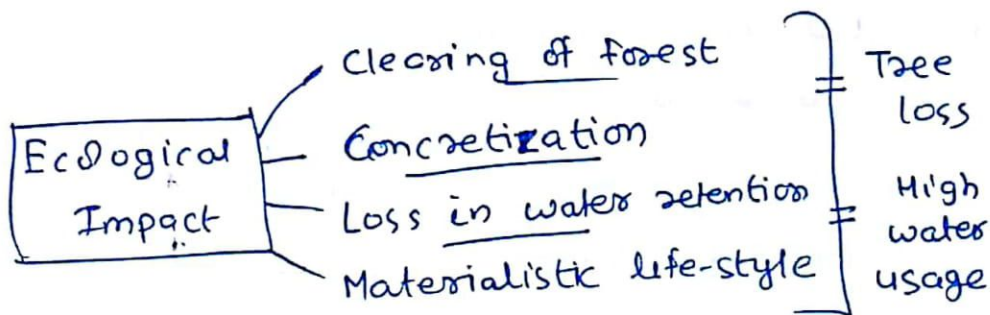 Ecological
Impact
Clearing of forest
Concretization
Loss in water retention
Materialistic life-style
Tree
loss
High
water
usage